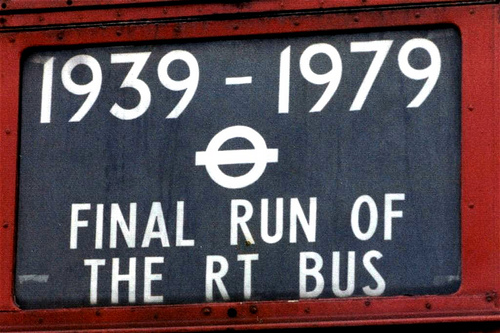 1939 - 1979
FINAL RUN OF
THE RT BUS